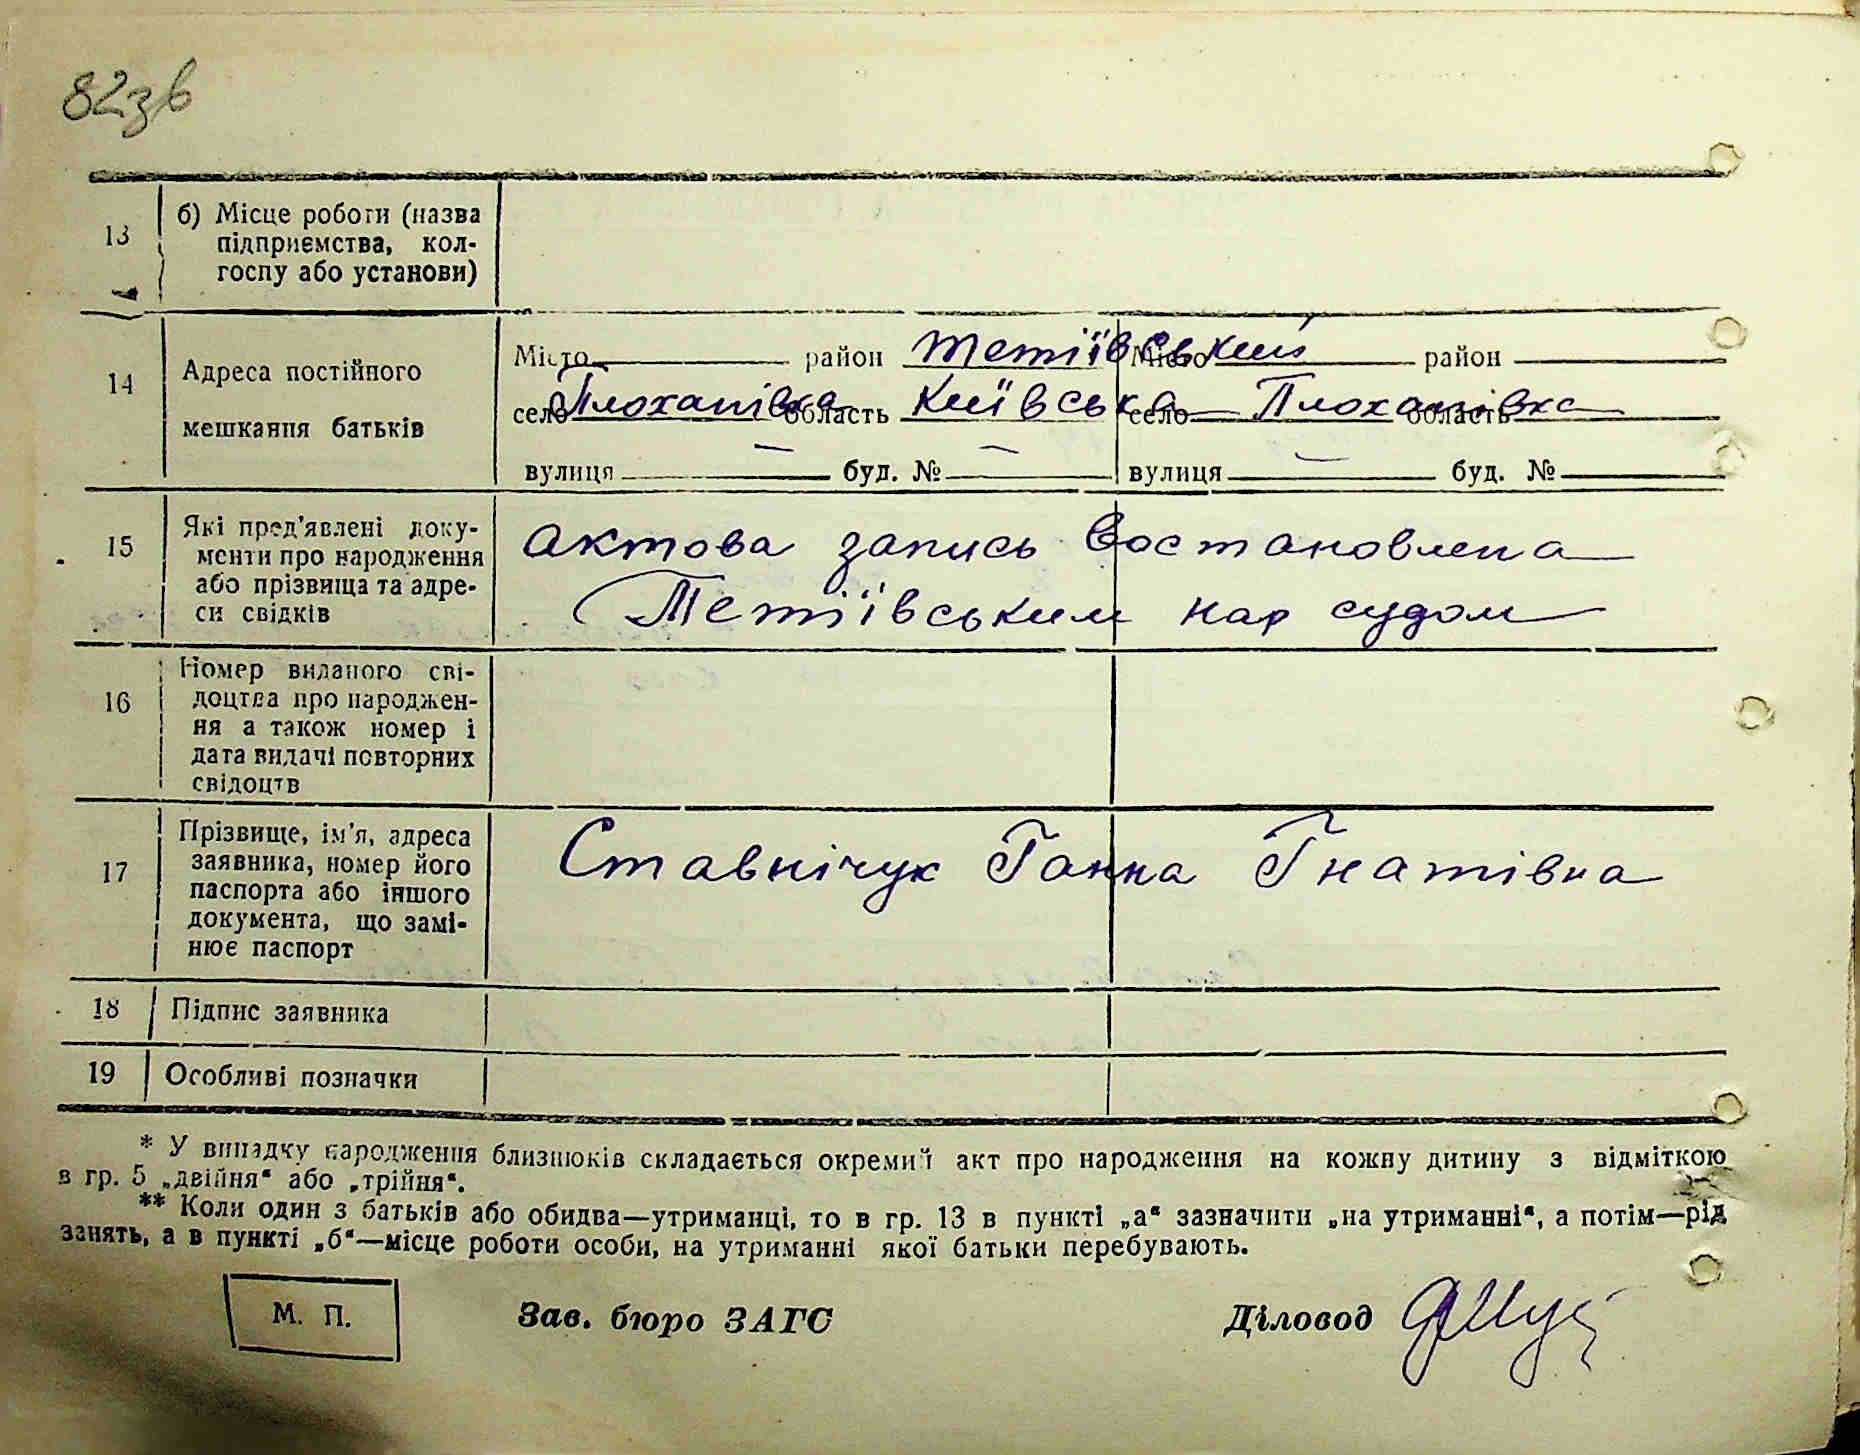 82зв
13 б) Місце роботи (назва
підприємства, кол-
госпу або установи)
14 Адреса постійного
мешкання батьків
Місто район Тетіївський Місто район
село Плоханівка область Київська село Плоханівка область
вулиця — буд. № — вулиця — буд. №
15 Які пред'явлені доку-
менти про народження
або прізвища та адре-
си свідків
актова запись востановлена
Тетіївським нар судом
16 Номер виданого сві-
доцтва про народжен-
ня а також номер і
дата видачі повторних
свідоцтв
17 Прізвище, ім'я, адреса
заявника, номер його
паспорта або іншого
документа, що замі-
нює паспорт
Ставнічук Ганна Гнатівна
18 Підпис заявника
19 Особливі позначки
* У випадку народження близнюків складається окремий акт про народження на кожну дитину з відміткою
в гр. 5 „двійня“ або „трійня“.
** Коли один з батьків або обидва—утриманці, то в гр. 13 в пункті „а“ зазначити „на утриманні“, а потім—рід
занять, а в пункті „б“—місце роботи особи, на утриманні якої батьки перебувають.
М. П. Зав. бюро ЗАГС Діловод